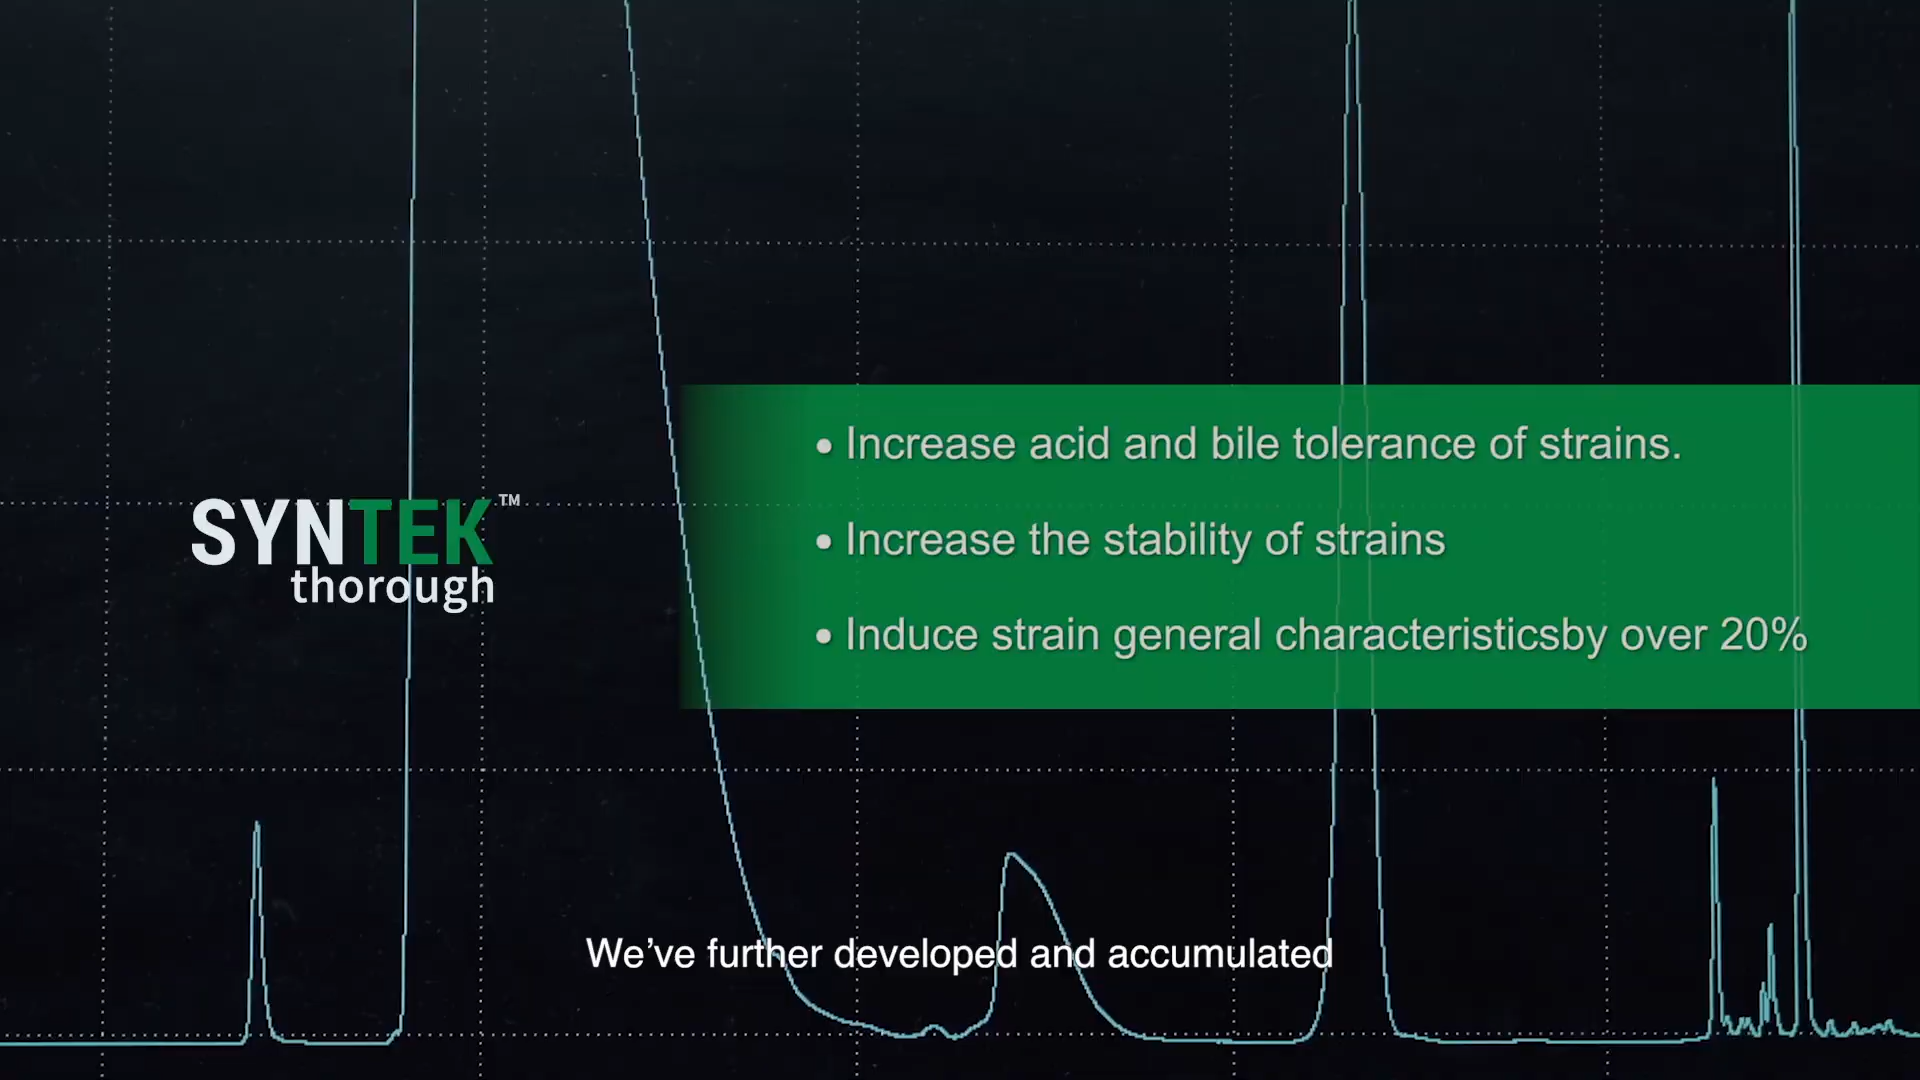 SYNTEK™
thorough
• Increase acid and bile tolerance of strains.
• Increase the stability of strains
• Induce strain general characteristicsby over 20%
We've further developed and accumulated